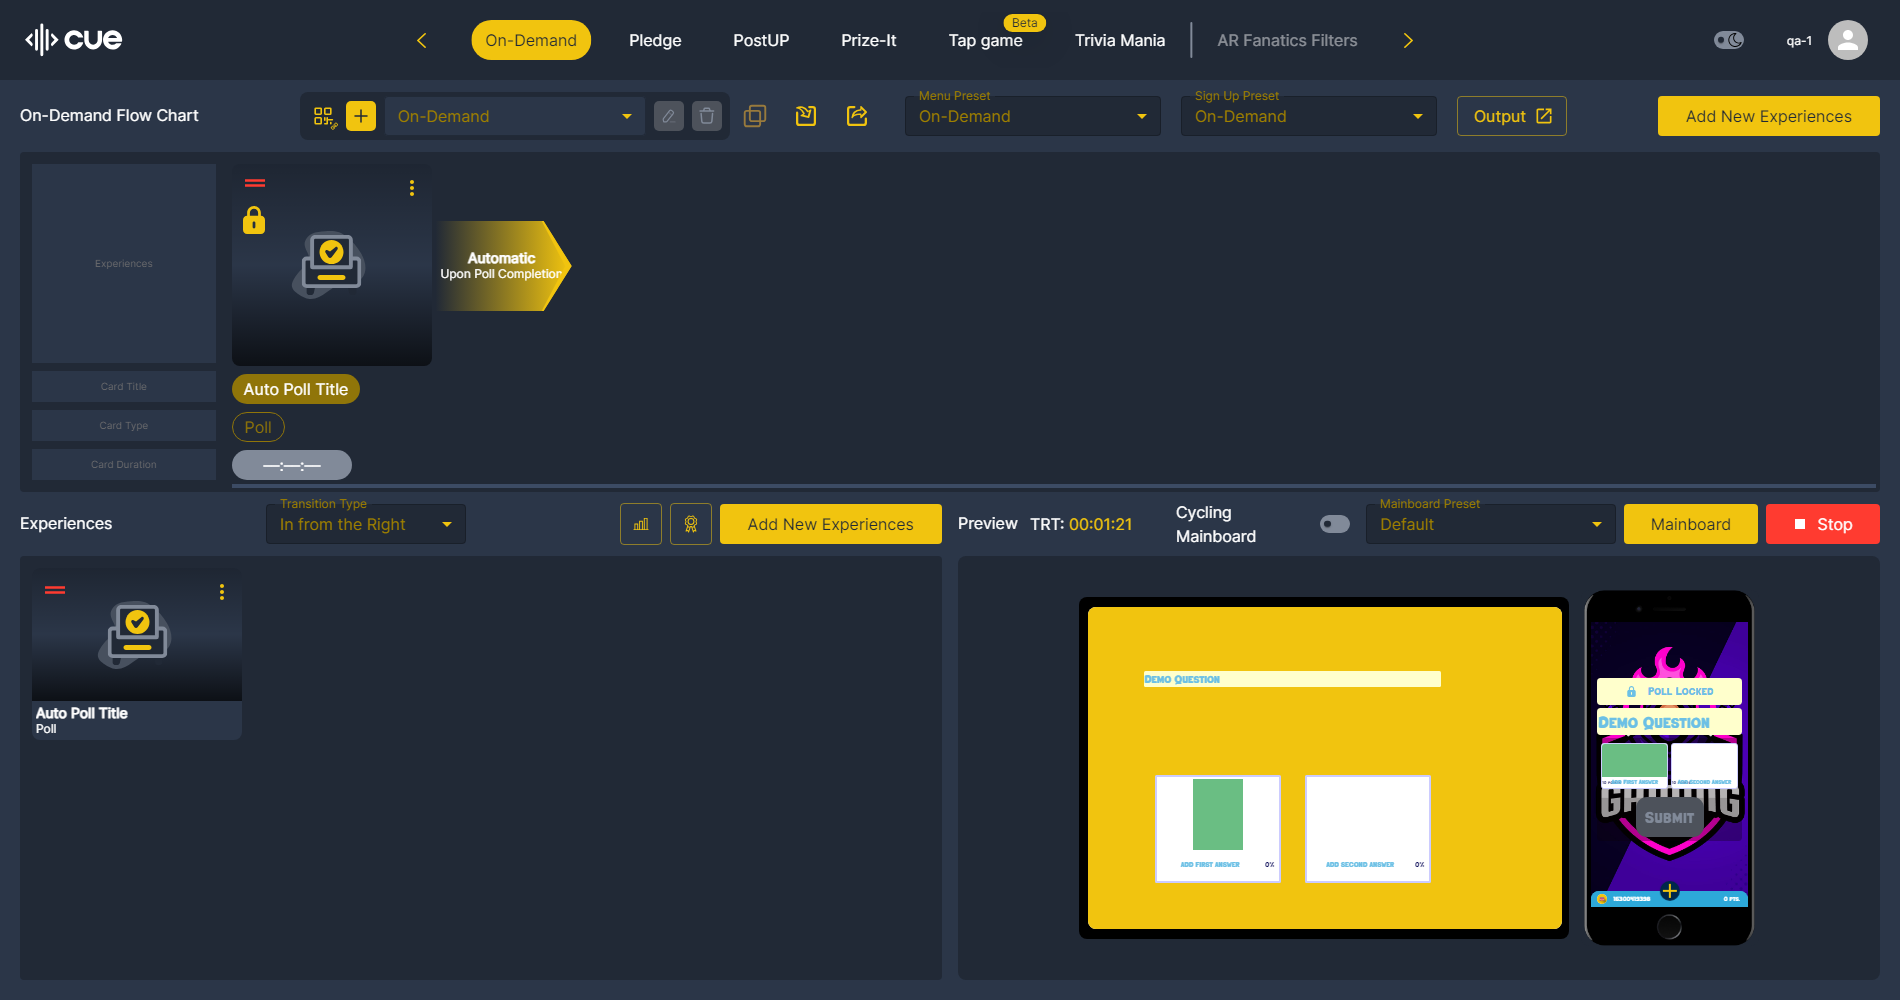 cue
On-Demand
Pledge
PostUP
Prize-It
Beta
Tap game
Trivia Mania
AR Fanatics Filters
qa-1
On-Demand Flow Chart
On-Demand
Menu Preset
On-Demand
Sign Up Preset
On-Demand
Output
Add New Experiences
Experiences
Automatic
Upon Poll Completion
Card Title
Auto Poll Title
Card Type
Poll
Card Duration
—:—:—
Experiences
Transition Type
In from the Right
Add New Experiences
Preview
TRT: 00:01:21
Cycling
Mainboard
Mainboard Preset
Default
Mainboard
Stop
Auto Poll Title
Poll
Demo Question
Add First Answer
0%
Add Second Answer
0%
Poll Locked
Demo Question
Add First Answer
Add Second Answer
GAMING
Submit
0 Pts.